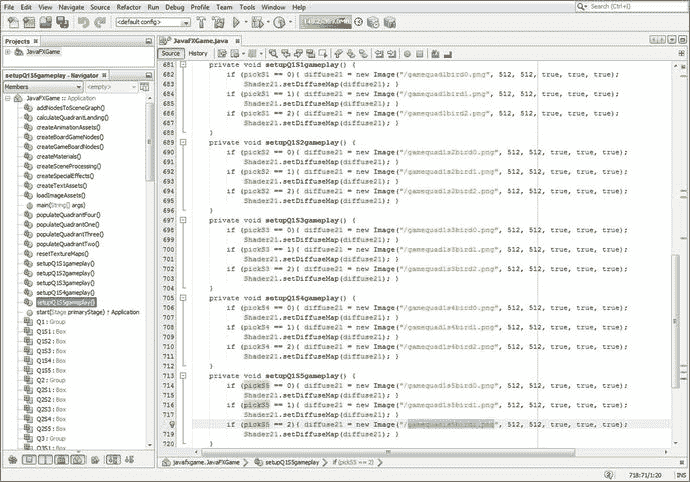 File Edit View Navigate Source Refactor Run Debug Profile Team Tools Window Help
Search (Ctrl+I)
<default config>
Projects
JavaFXGame
JavaFXGame.java
Source History
setupQ1S5gameplay - Navigator
Members <empty>
JavaFXGame :: Application
addNodesToSceneGraph()
calculateQuadrantLanding()
createAnimationAssets()
createBoardGameNodes()
createGameBoardNodes()
createMaterials()
createSceneProcessing()
createSpecialEffects()
createTextAssets()
loadImageAssets()
main(String[] args)
populateQuadrantFour()
populateQuadrantOne()
populateQuadrantThree()
populateQuadrantTwo()
resetTextureMaps()
setupQ1S1gameplay()
setupQ1S2gameplay()
setupQ1S3gameplay()
setupQ1S4gameplay()
setupQ1S5gameplay()
start(Stage primaryStage) ↑ Application
Q1 : Group
Q1S1 : Box
Q1S2 : Box
Q1S3 : Box
Q1S4 : Box
Q1S5 : Box
Q2 : Group
Q2S1 : Box
Q2S2 : Box
Q2S3 : Box
Q2S4 : Box
Q2S5 : Box
Q3 : Group
Q3S1 : Box
681 private void setupQ1S1gameplay() {
682 if (pickS1 == 0){ diffuse21 = new Image("/gamequad1bird0.png", 512, 512, true, true, true);
683 Shader21.setDiffuseMap(diffuse21); }
684 if (pickS1 == 1){ diffuse21 = new Image("/gamequad1bird1.png", 512, 512, true, true, true);
685 Shader21.setDiffuseMap(diffuse21); }
686 if (pickS1 == 2){ diffuse21 = new Image("/gamequad1bird2.png", 512, 512, true, true, true);
687 Shader21.setDiffuseMap(diffuse21); }
688 }
689 private void setupQ1S2gameplay() {
690 if (pickS2 == 0){ diffuse21 = new Image("/gamequad1s2bird0.png", 512, 512, true, true, true);
691 Shader21.setDiffuseMap(diffuse21); }
692 if (pickS2 == 1){ diffuse21 = new Image("/gamequad1s2bird1.png", 512, 512, true, true, true);
693 Shader21.setDiffuseMap(diffuse21); }
694 if (pickS2 == 2){ diffuse21 = new Image("/gamequad1s2bird2.png", 512, 512, true, true, true);
695 Shader21.setDiffuseMap(diffuse21); }
696 }
697 private void setupQ1S3gameplay() {
698 if (pickS3 == 0){ diffuse21 = new Image("/gamequad1s3bird0.png", 512, 512, true, true, true);
699 Shader21.setDiffuseMap(diffuse21); }
700 if (pickS3 == 1){ diffuse21 = new Image("/gamequad1s3bird1.png", 512, 512, true, true, true);
701 Shader21.setDiffuseMap(diffuse21); }
702 if (pickS3 == 2){ diffuse21 = new Image("/gamequad1s3bird2.png", 512, 512, true, true, true);
703 Shader21.setDiffuseMap(diffuse21); }
704 }
705 private void setupQ1S4gameplay() {
706 if (pickS4 == 0){ diffuse21 = new Image("/gamequad1s4bird0.png", 512, 512, true, true, true);
707 Shader21.setDiffuseMap(diffuse21); }
708 if (pickS4 == 1){ diffuse21 = new Image("/gamequad1s4bird1.png", 512, 512, true, true, true);
709 Shader21.setDiffuseMap(diffuse21); }
710 if (pickS4 == 2){ diffuse21 = new Image("/gamequad1s4bird2.png", 512, 512, true, true, true);
711 Shader21.setDiffuseMap(diffuse21); }
712 }
713 private void setupQ1S5gameplay() {
714 if (pickS5 == 0){ diffuse21 = new Image("/gamequad1s5bird0.png", 512, 512, true, true, true);
715 Shader21.setDiffuseMap(diffuse21); }
716 if (pickS5 == 1){ diffuse21 = new Image("/gamequad1s5bird1.png", 512, 512, true, true, true);
717 Shader21.setDiffuseMap(diffuse21); }
if (pickS5 == 2){ diffuse21 = new Image("/gamequad1s5bird2.png", 512, 512, true, true, true);
719 Shader21.setDiffuseMap(diffuse21); }
720 }
javafxgame.JavaFXGame setupQ1S5gameplay if (pickS5 == 2)
718:71/1:20 INS